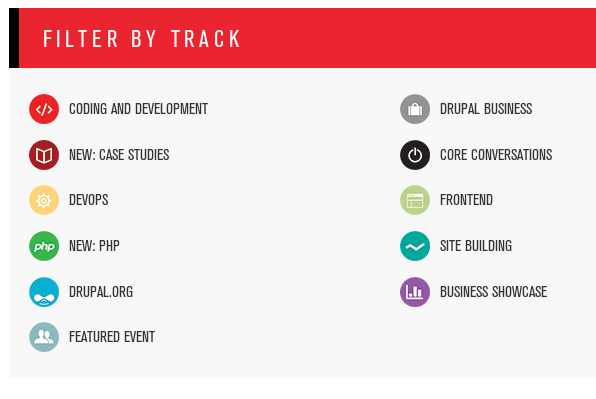 FILTER BY TRACK
CODING AND DEVELOPMENT
NEW: CASE STUDIES
DEVOPS
php
NEW: PHP
DRUPAL.ORG
FEATURED EVENT
DRUPAL BUSINESS
CORE CONVERSATIONS
FRONTEND
SITE BUILDING
BUSINESS SHOWCASE